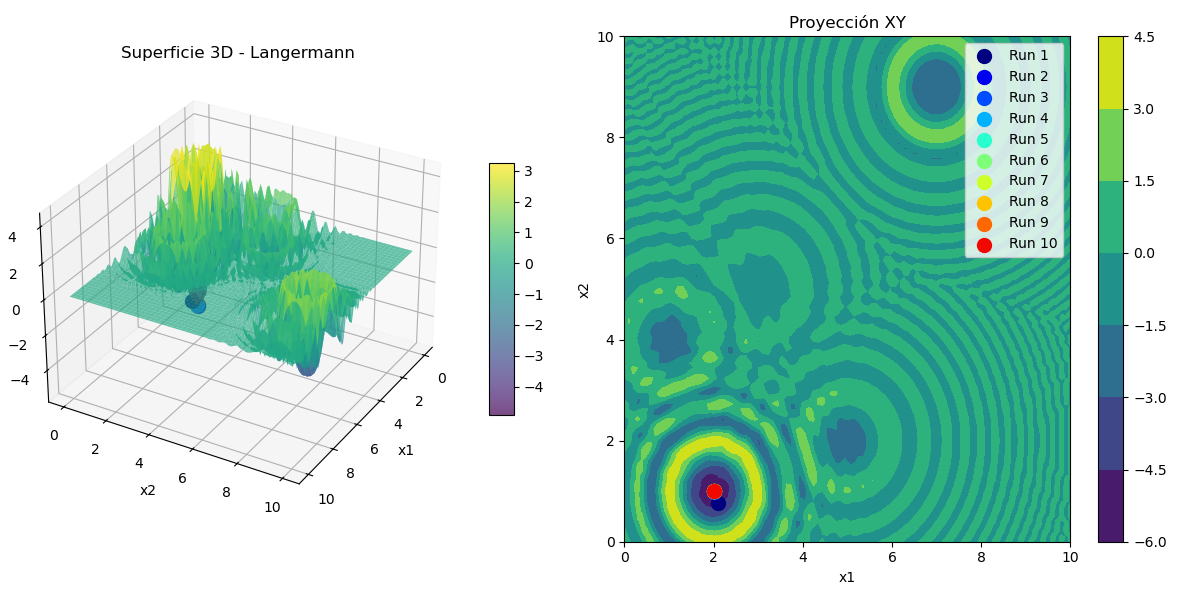 Superficie 3D - Langermann
4
2
0
−2
−4
0
2
4
6
8
10
x2
10
8
6
4
2
0
x1
3
2
1
0
−1
−2
−3
−4
Proyección XY
10
8
6
4
2
0
x2
0
2
4
6
8
10
x1
Run 1
Run 2
Run 3
Run 4
Run 5
Run 6
Run 7
Run 8
Run 9
Run 10
4.5
3.0
1.5
0.0
−1.5
−3.0
−4.5
−6.0